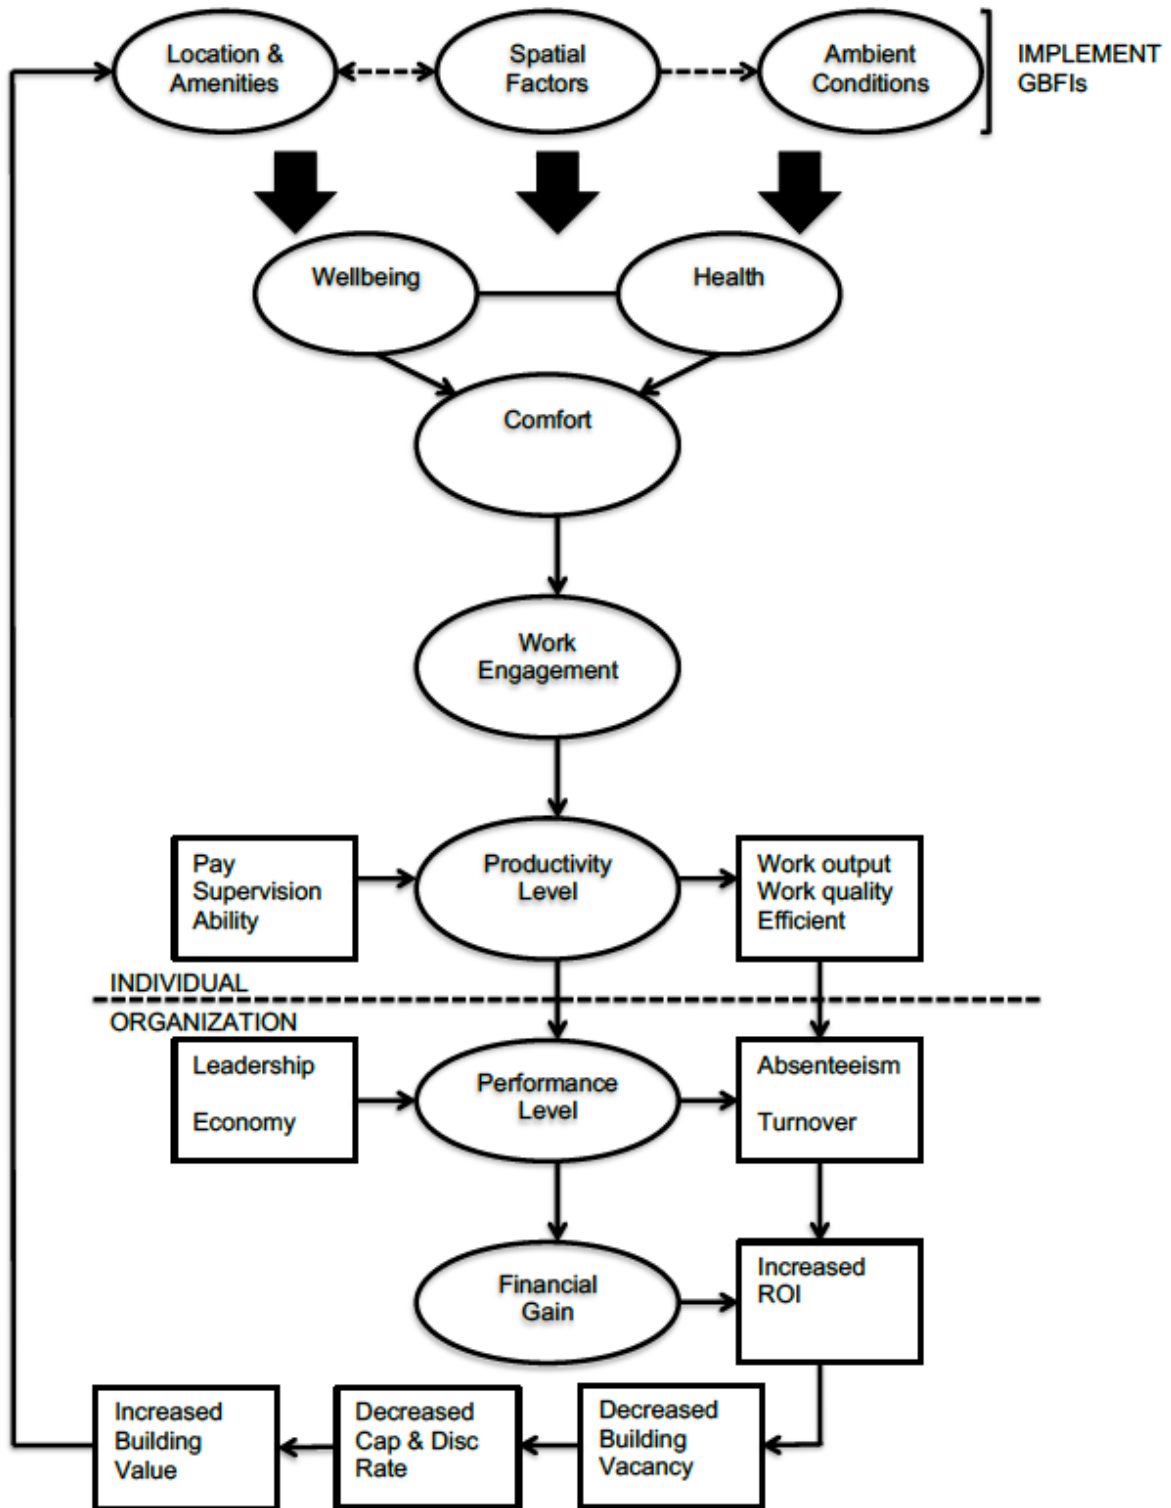 Location &
Amenities
Spatial
Factors
Ambient
Conditions
IMPLEMENT
GBFIs
Wellbeing
Health
Comfort
Work
Engagement
Pay
Supervision
Ability
Productivity
Level
Work output
Work quality
Efficient
INDIVIDUAL
ORGANIZATION
Leadership
Economy
Performance
Level
Absenteeism
Turnover
Financial
Gain
Increased
ROI
Increased
Building
Value
Decreased
Cap & Disc
Rate
Decreased
Building
Vacancy